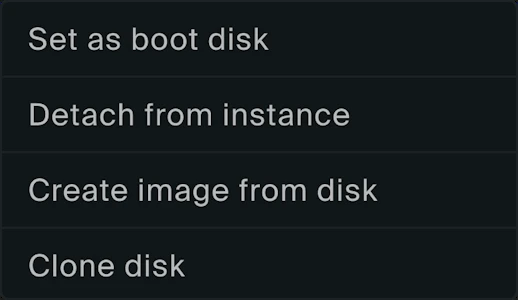 Set as boot disk
Detach from instance
Create image from disk
Clone disk